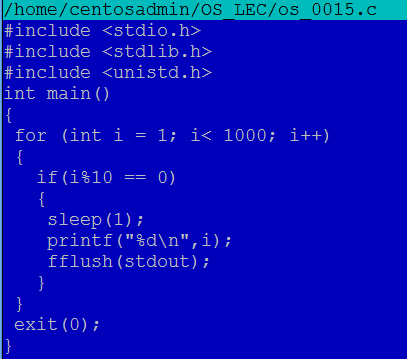 /home/centosadmin/OS_LEC/os_0015.c
#include <stdio.h>
#include <stdlib.h>
#include <unistd.h>
int main()
{
 for (int i = 1; i< 1000; i++)
 {
   if(i%10 == 0)
   {
    sleep(1);
    printf("%d\n",i);
    fflush(stdout);
   }
 }
 exit(0);
}